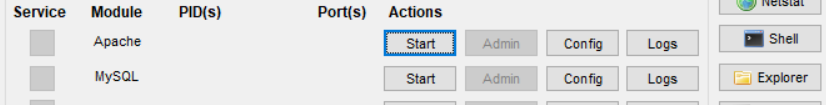 Netstat
Service Module PID(s) Port(s) Actions
Apache Start Admin Config Logs Shell
MySQL Start Admin Config Logs Explorer